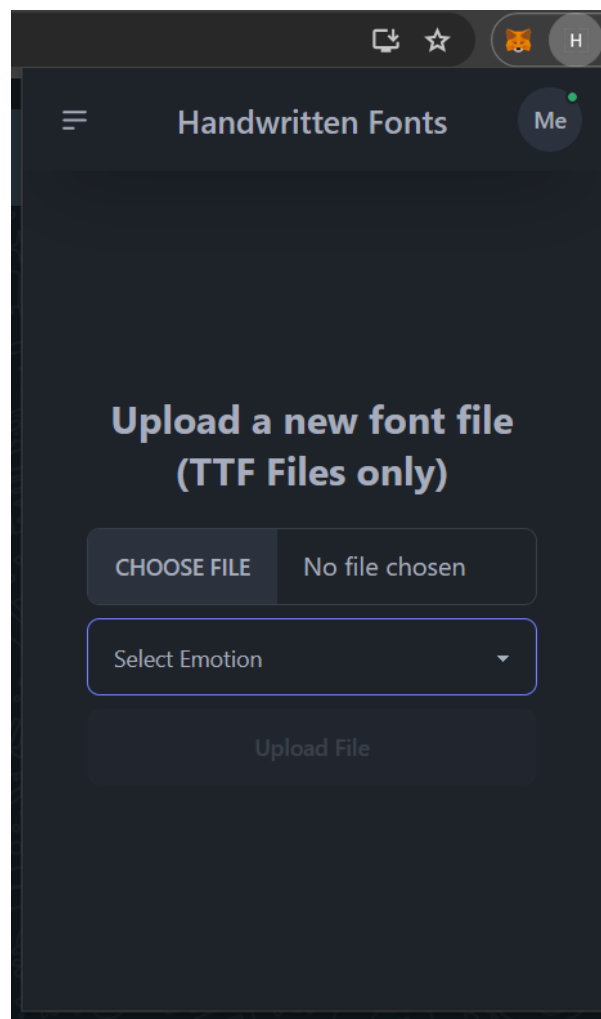 H
Handwritten Fonts
Me
Upload a new font file
(TTF Files only)
CHOOSE FILE No file chosen
Select Emotion
Upload File